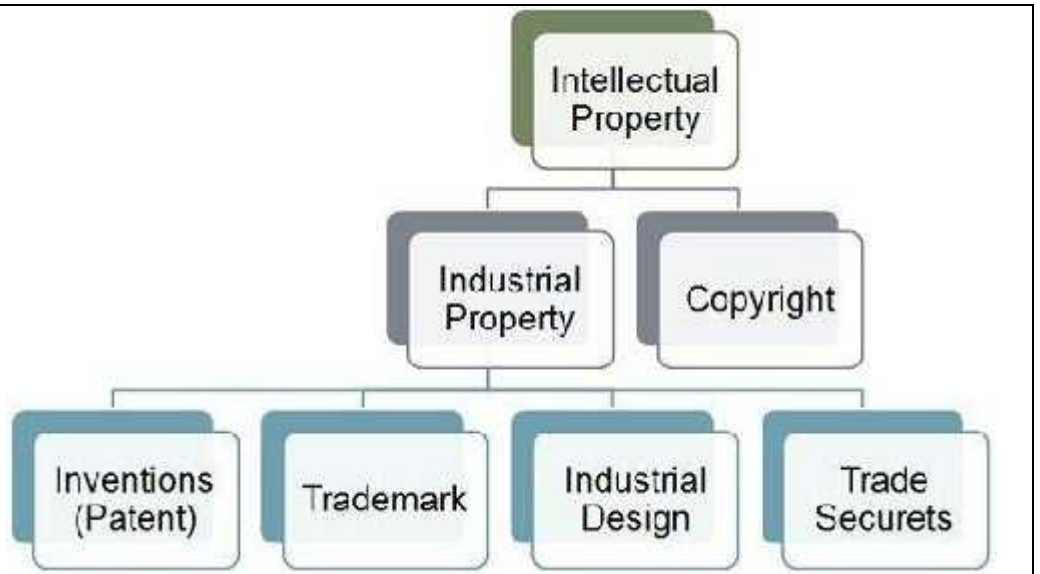 Intellectual
Property
Industrial
Property
Copyright
Inventions
(Patent)
Trademark
Industrial
Design
Trade
Securets